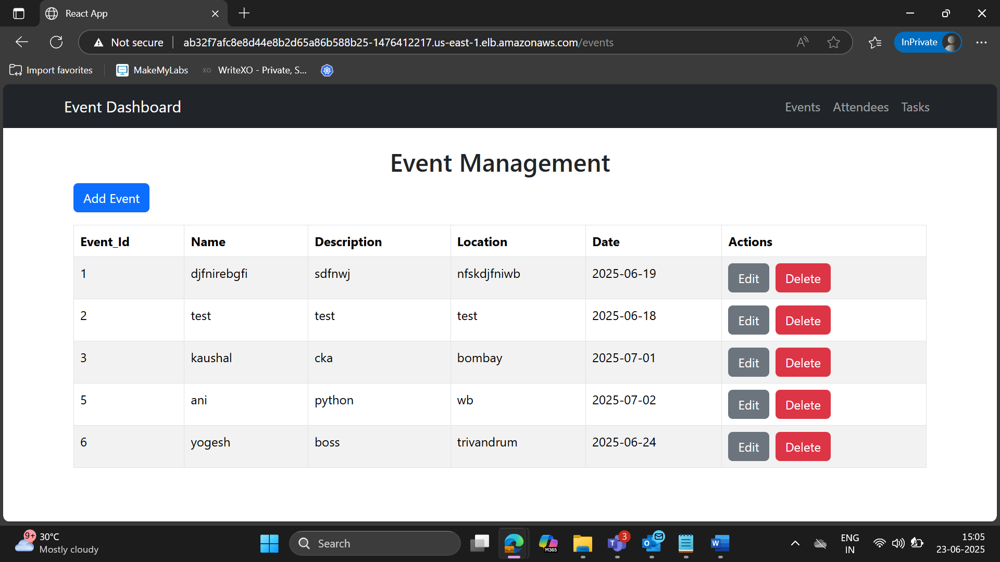 React App
Not secure ab32f7afc8e8d44e8b2d65a86b588b25-1476412217.us-east-1.elb.amazonaws.com/events InPrivate
Import favorites MakeMyLabs XO WriteXO - Private, S...
Event Dashboard Events Attendees Tasks
Event Management
Add Event
Event_Id Name Description Location Date Actions
1 djfnirebgfi sdfnwj nfskdjfniwb 2025-06-19 Edit Delete
2 test test test 2025-06-18 Edit Delete
3 kaushal cka bombay 2025-07-01 Edit Delete
5 ani python wb 2025-07-02 Edit Delete
6 yogesh boss trivandrum 2025-06-24 Edit Delete
9+ 30°C Search M365 T 3 O W ENG 15:05
Mostly cloudy IN 23-06-2025